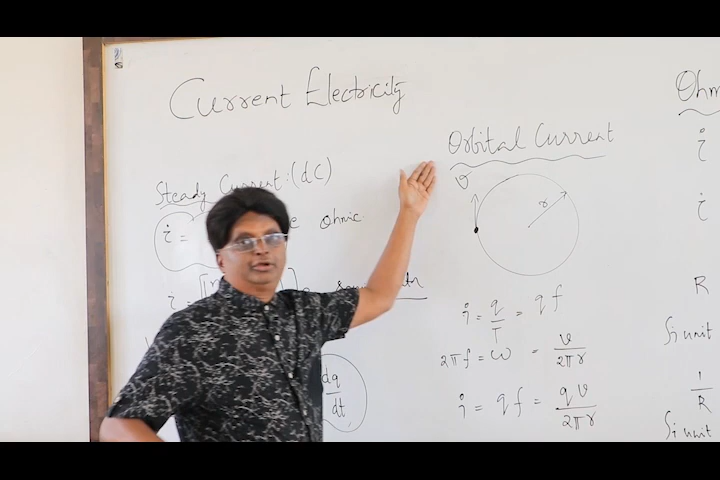 Current Electricity
Steady Current: (dC)
i =
ohmic
i =
dq
dt
Orbital Current
v
r
i = q/T = qf
2πf = ω = v/2πr
i = qf = qv/2πr
Ohm
i
i
R
Si unit
1/R
Si unit